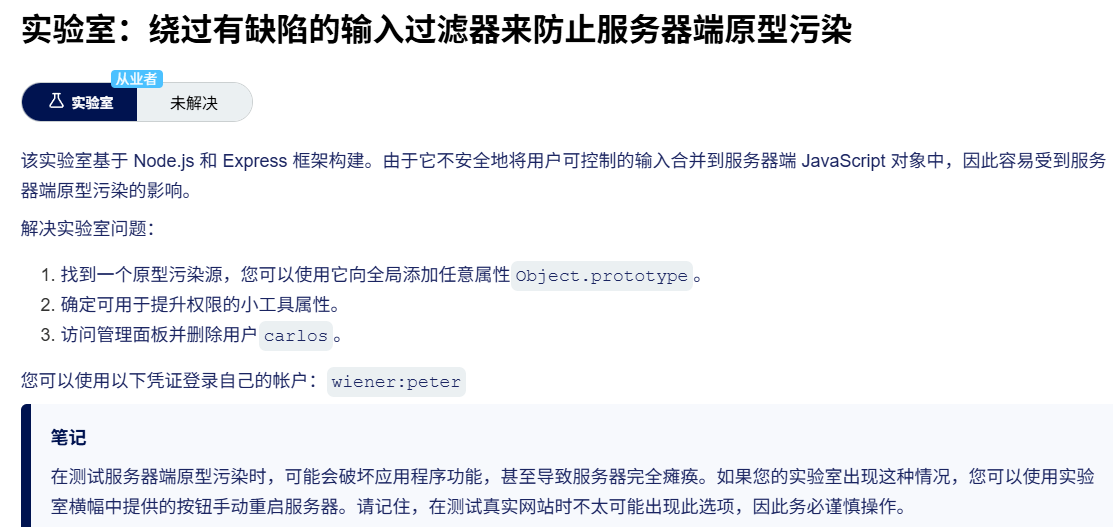 实验室：绕过有缺陷的输入过滤器来防止服务器端原型污染
从业者
实验室 未解决
该实验室基于 Node.js 和 Express 框架构建。由于它不安全地将用户可控制的输入合并到服务器端 JavaScript 对象中，因此容易受到服务
器端原型污染的影响。
解决实验室问题：
1. 找到一个原型污染源，您可以使用它向全局添加任意属性 Object.prototype 。
2. 确定可用于提升权限的小工具属性。
3. 访问管理面板并删除用户 carlos 。
您可以使用以下凭证登录自己的帐户： wiener:peter
笔记
在测试服务器端原型污染时，可能会破坏应用程序功能，甚至导致服务器完全瘫痪。如果您的实验室出现这种情况，您可以使用实验
室横幅中提供的按钮手动重启服务器。请记住，在测试真实网站时不太可能出现此选项，因此务必谨慎操作。